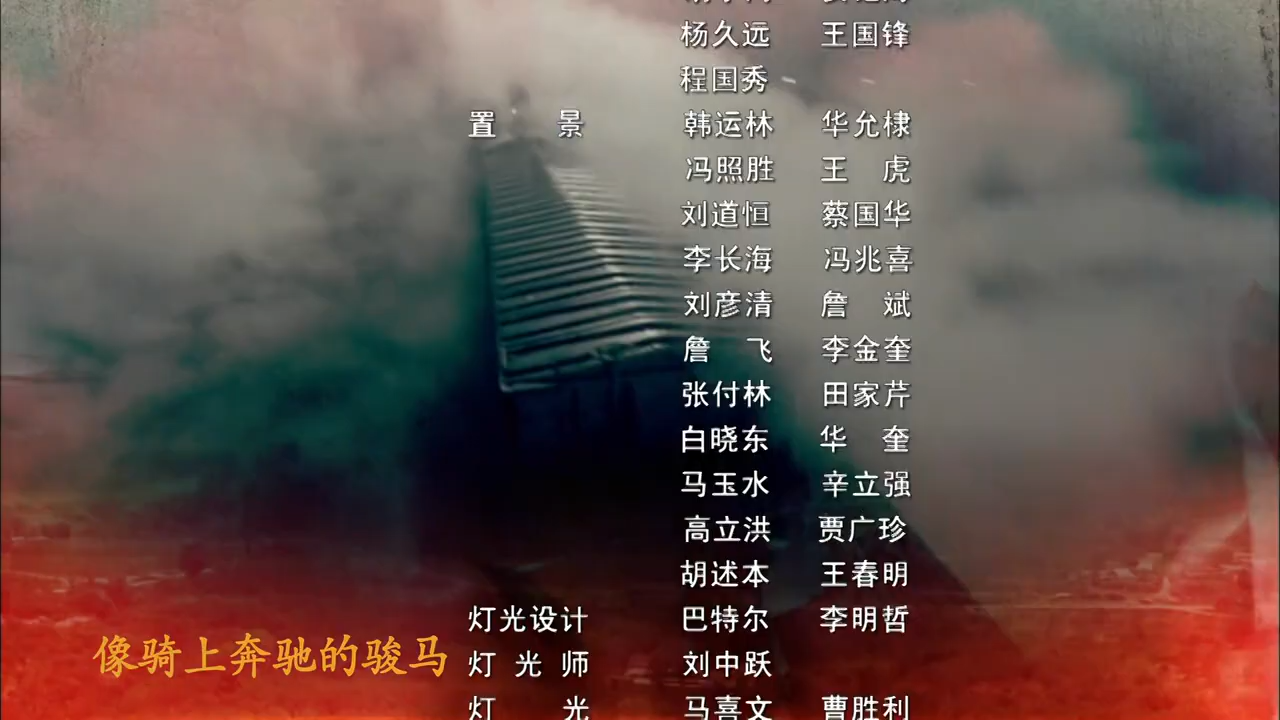 杨久远 王国锋
程国秀
置 景 韩运林 华允棣
冯照胜 王 虎
刘道恒 蔡国华
李长海 冯兆喜
刘彦清 詹 斌
詹 飞 李金奎
张付林 田家芹
白晓东 华 奎
马玉水 辛立强
高立洪 贾广珍
胡述本 王春明
灯光设计 巴特尔 李明哲
灯 光 师 刘中跃
灯 光 马喜文 曹胜利
像骑上奔驰的骏马